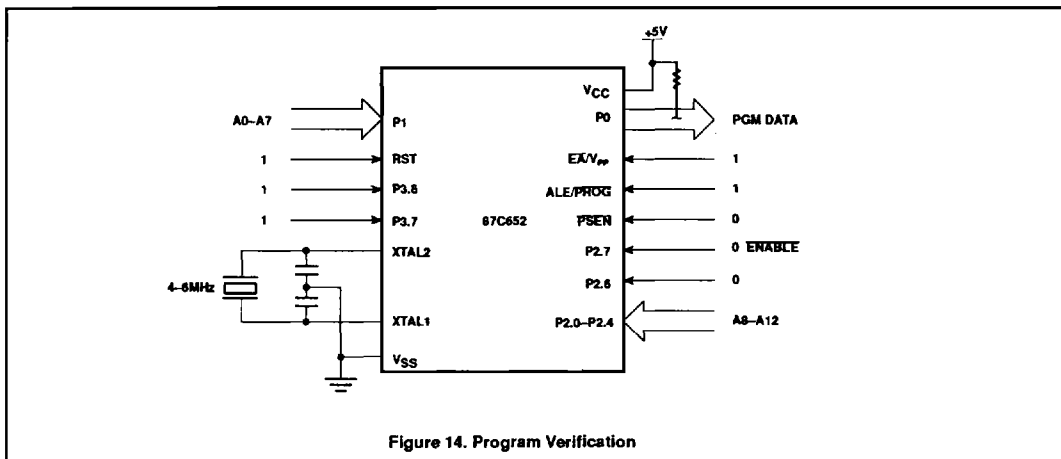 +5V
VCC
A0–A7
P1
P0
PGM DATA
1
RST
EA/VPP
1
1
P3.6
ALE/PROG
1
1
P3.7
87C652
PSEN
0
XTAL2
P2.7
0 ENABLE
4–6MHz
P2.6
0
XTAL1
P2.0–P2.4
A8–A12
VSS
Figure 14. Program Verification